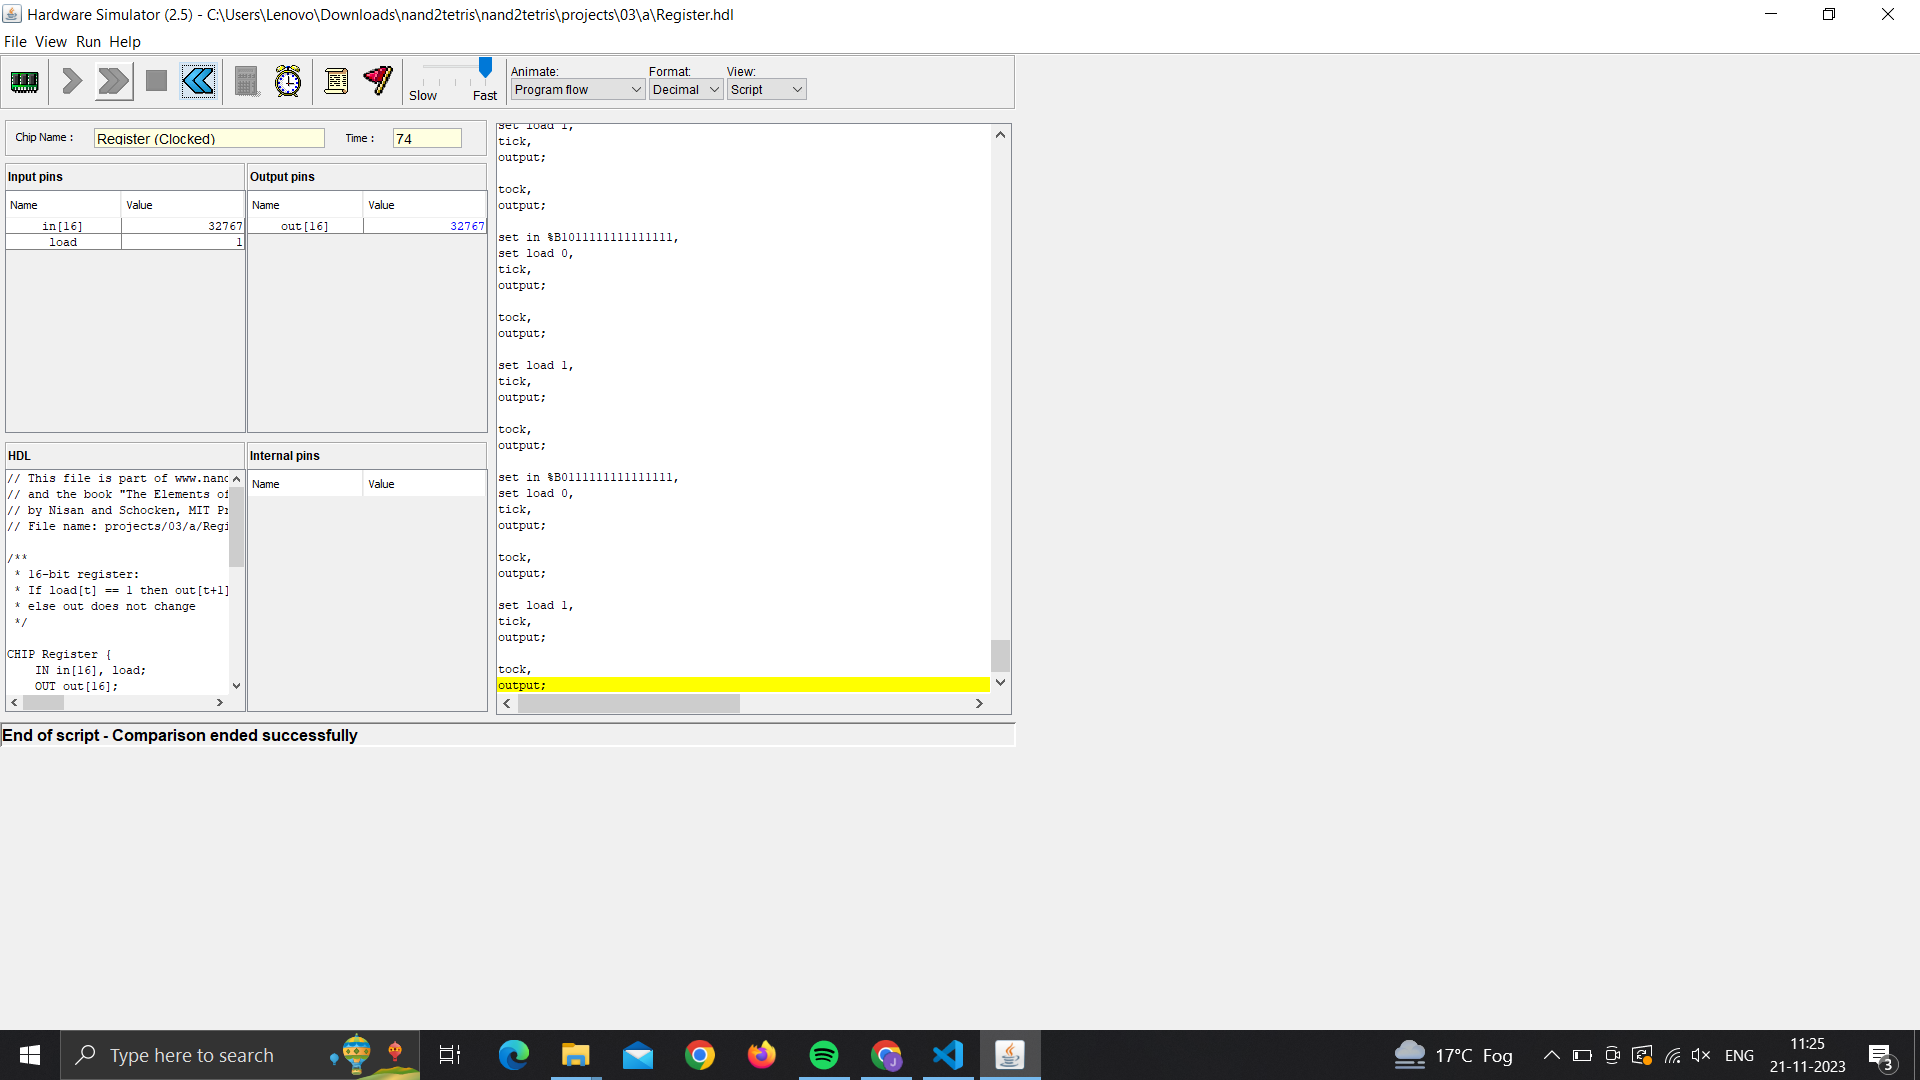 Hardware Simulator (2.5) - C:\Users\Lenovo\Downloads\nand2tetris\nand2tetris\projects\03\a\Register.hdl
File View Run Help
Slow Fast
Animate: Format: View:
Program flow Decimal Script
Chip Name : Register (Clocked) Time : 74
Input pins
Name Value
in[16] 32767
load 1
Output pins
Name Value
out[16] 32767
HDL
// This file is part of www.nand
// and the book "The Elements of
// by Nisan and Schocken, MIT Pr
// File name: projects/03/a/Regi
/**
* 16-bit register:
* If load[t] == 1 then out[t+1]
* else out does not change
*/
CHIP Register {
IN in[16], load;
OUT out[16];
Internal pins
Name Value
set load 1,
tick,
output;
tock,
output;
set in %B1011111111111111,
set load 0,
tick,
output;
tock,
output;
set load 1,
tick,
output;
tock,
output;
set in %B0111111111111111,
set load 0,
tick,
output;
tock,
output;
set load 1,
tick,
output;
tock,
output;
End of script - Comparison ended successfully
Type here to search
J
17°C Fog
ENG
11:25
21-11-2023
3